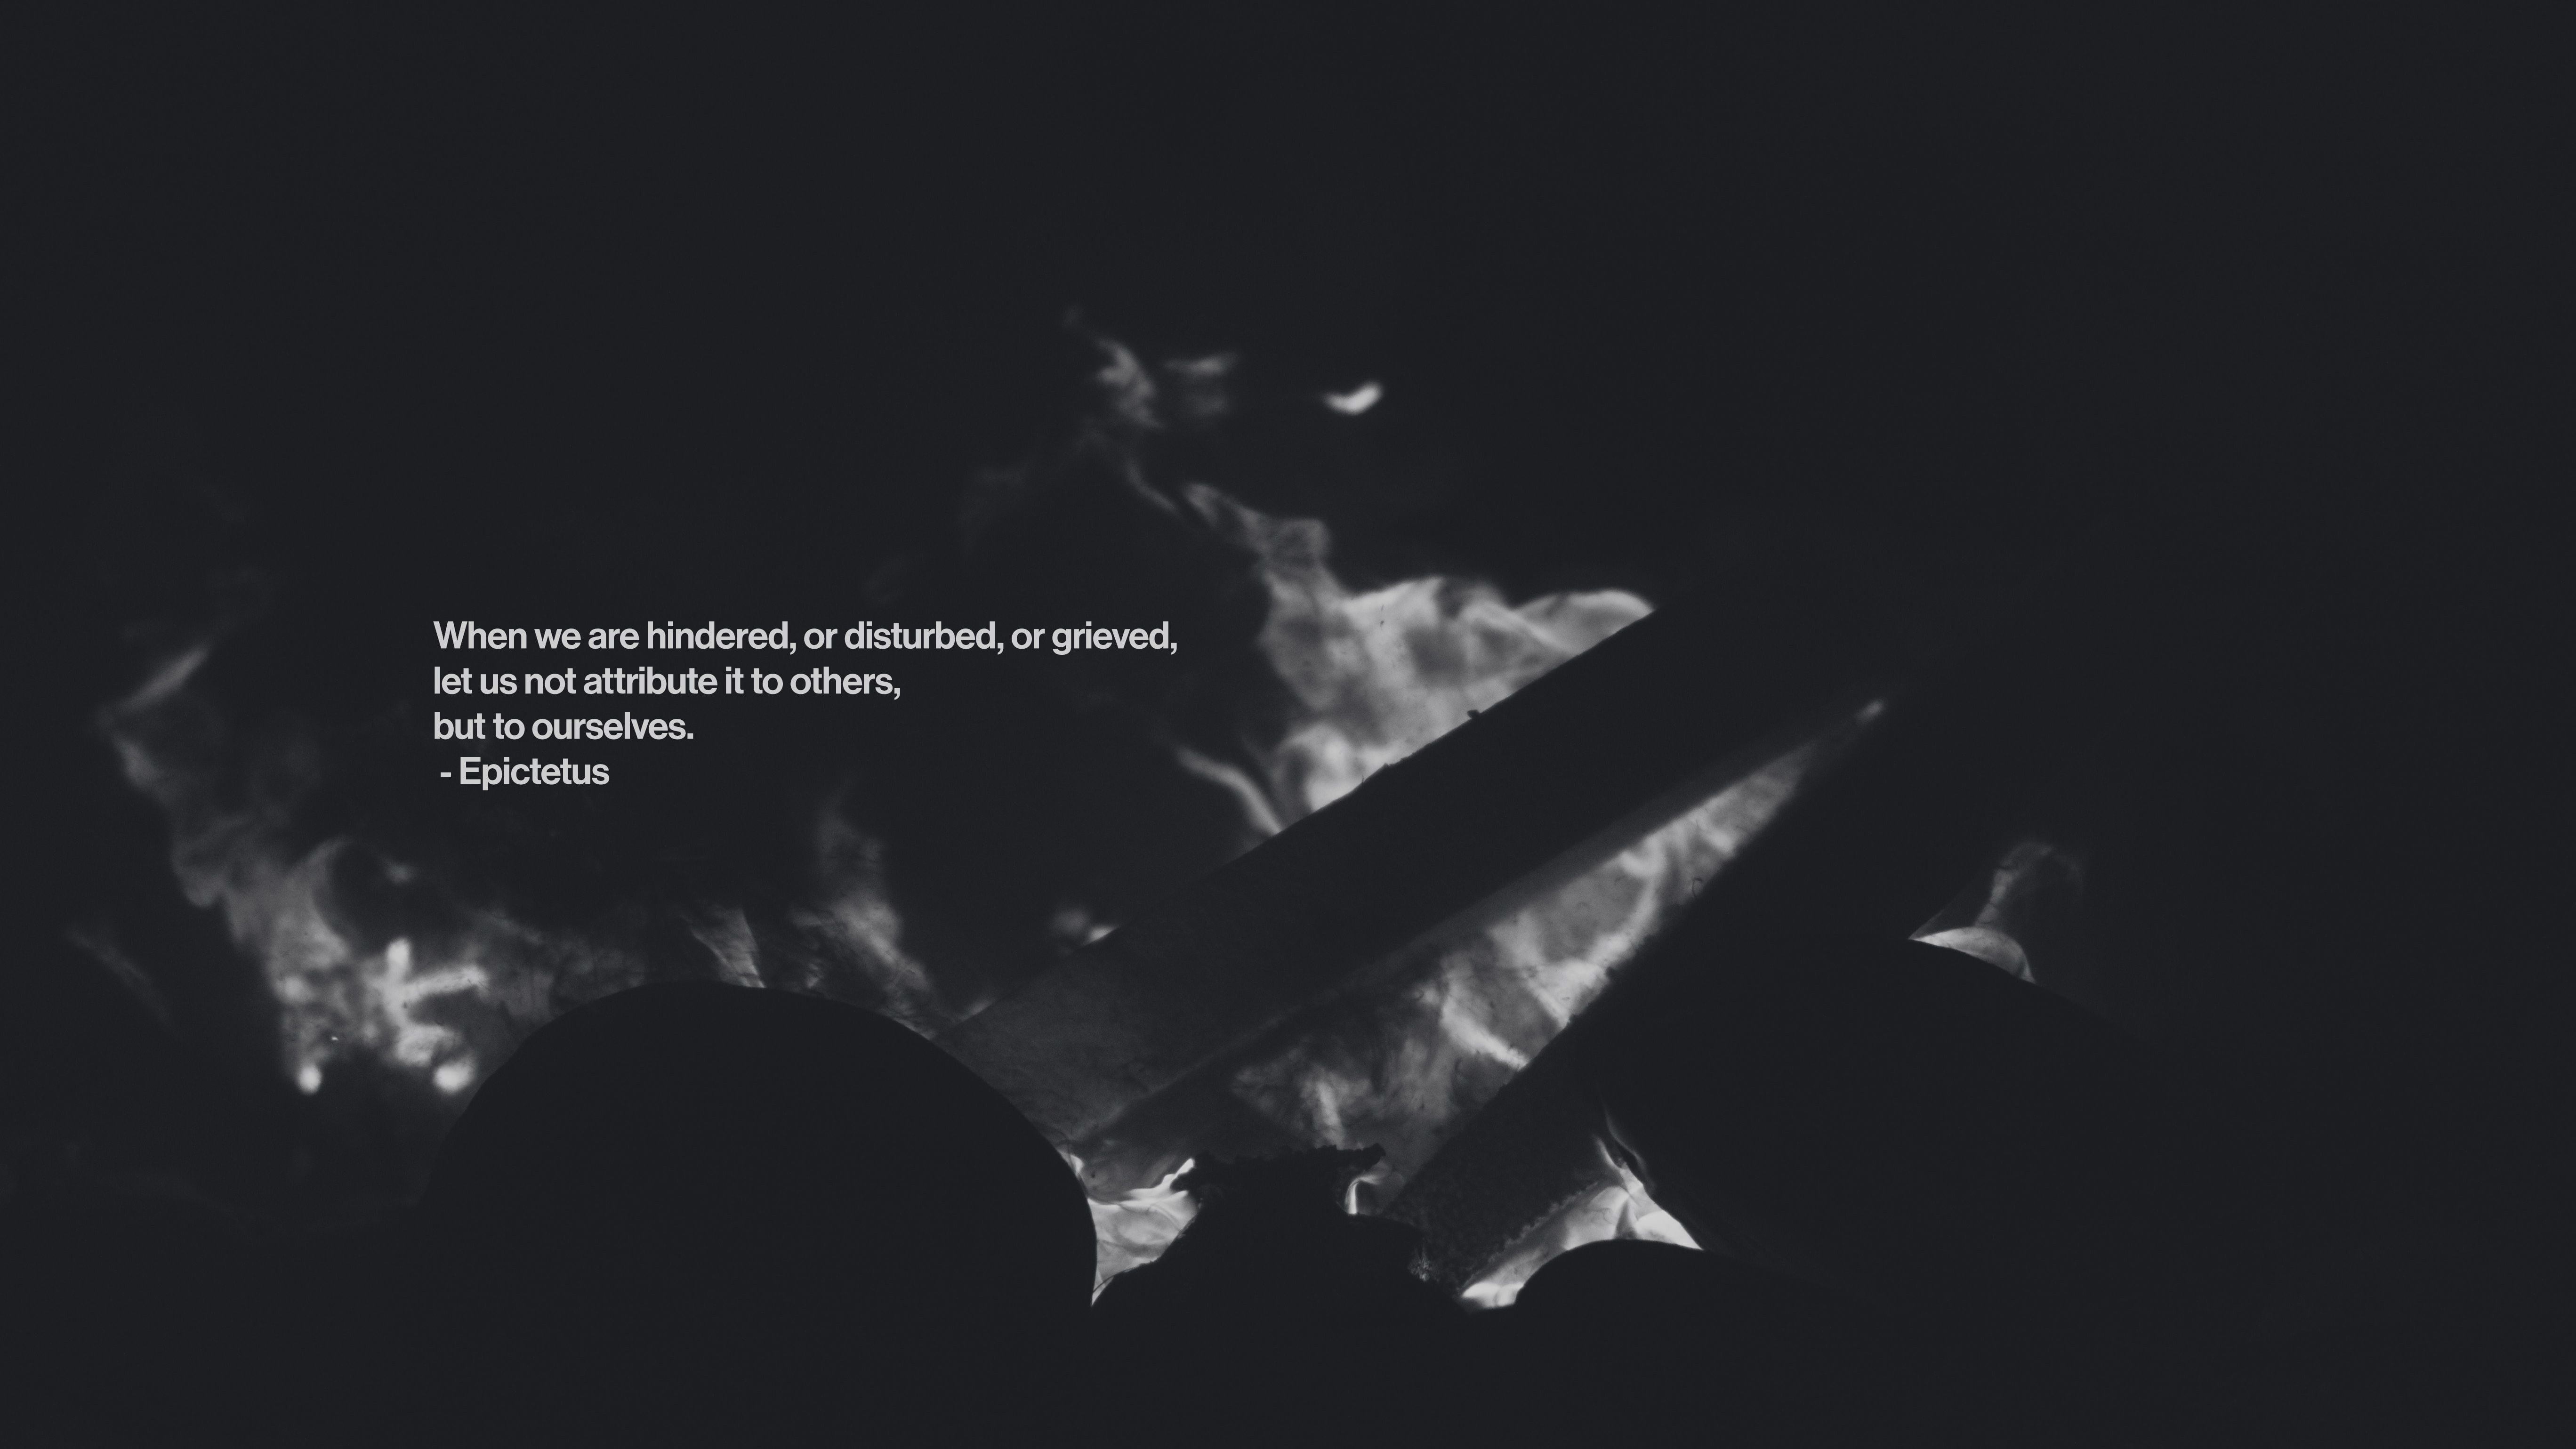 When we are hindered, or disturbed, or grieved,
let us not attribute it to others,
but to ourselves.
- Epictetus